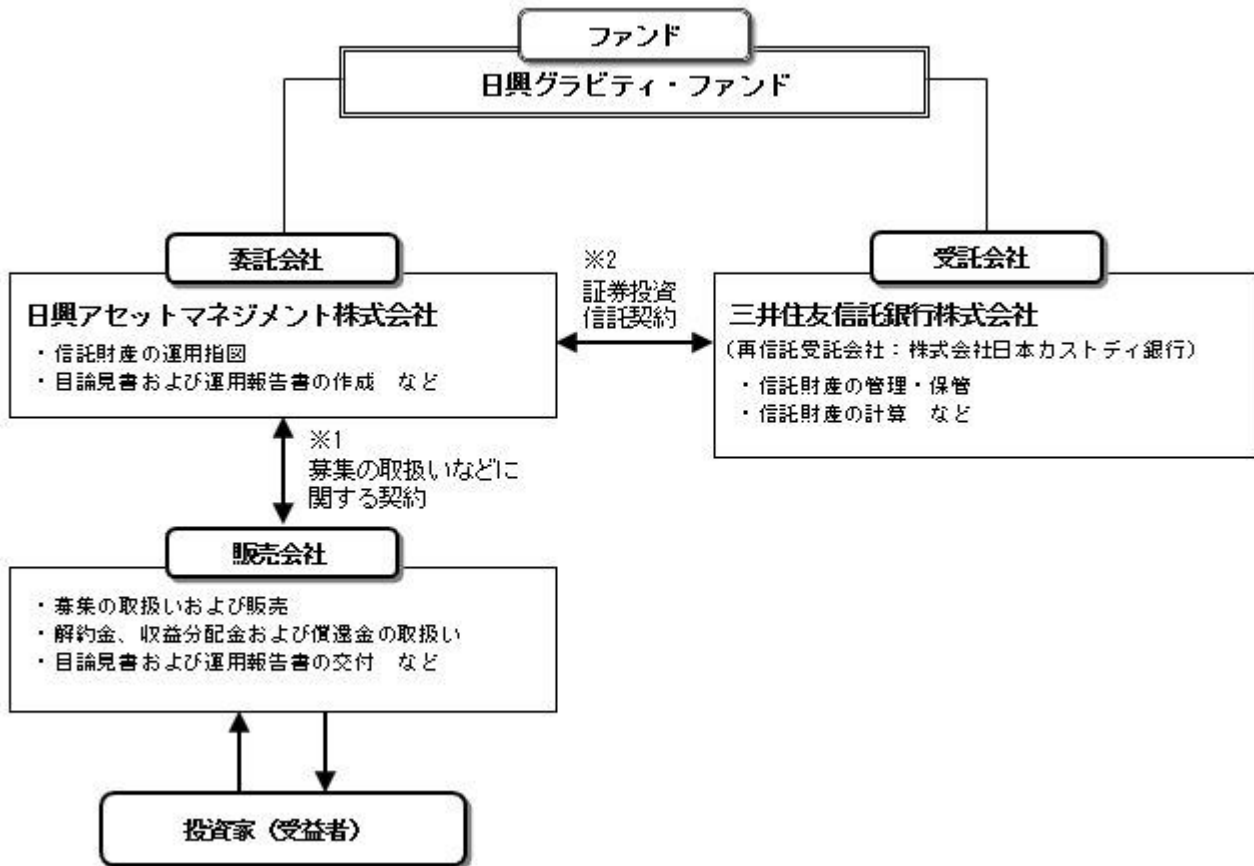 ファンド
日興グラビティ・ファンド
委託会社
日興アセットマネジメント株式会社
・信託財産の運用指図
・目論見書および運用報告書の作成　など
※2
証券投資
信託契約
受託会社
三井住友信託銀行株式会社
（再信託受託会社：株式会社日本カストディ銀行）
・信託財産の管理・保管
・信託財産の計算　など
※1
募集の取扱いなどに
関する契約
販売会社
・募集の取扱いおよび販売
・解約金、収益分配金および償還金の取扱い
・目論見書および運用報告書の交付　など
投資家（受益者）